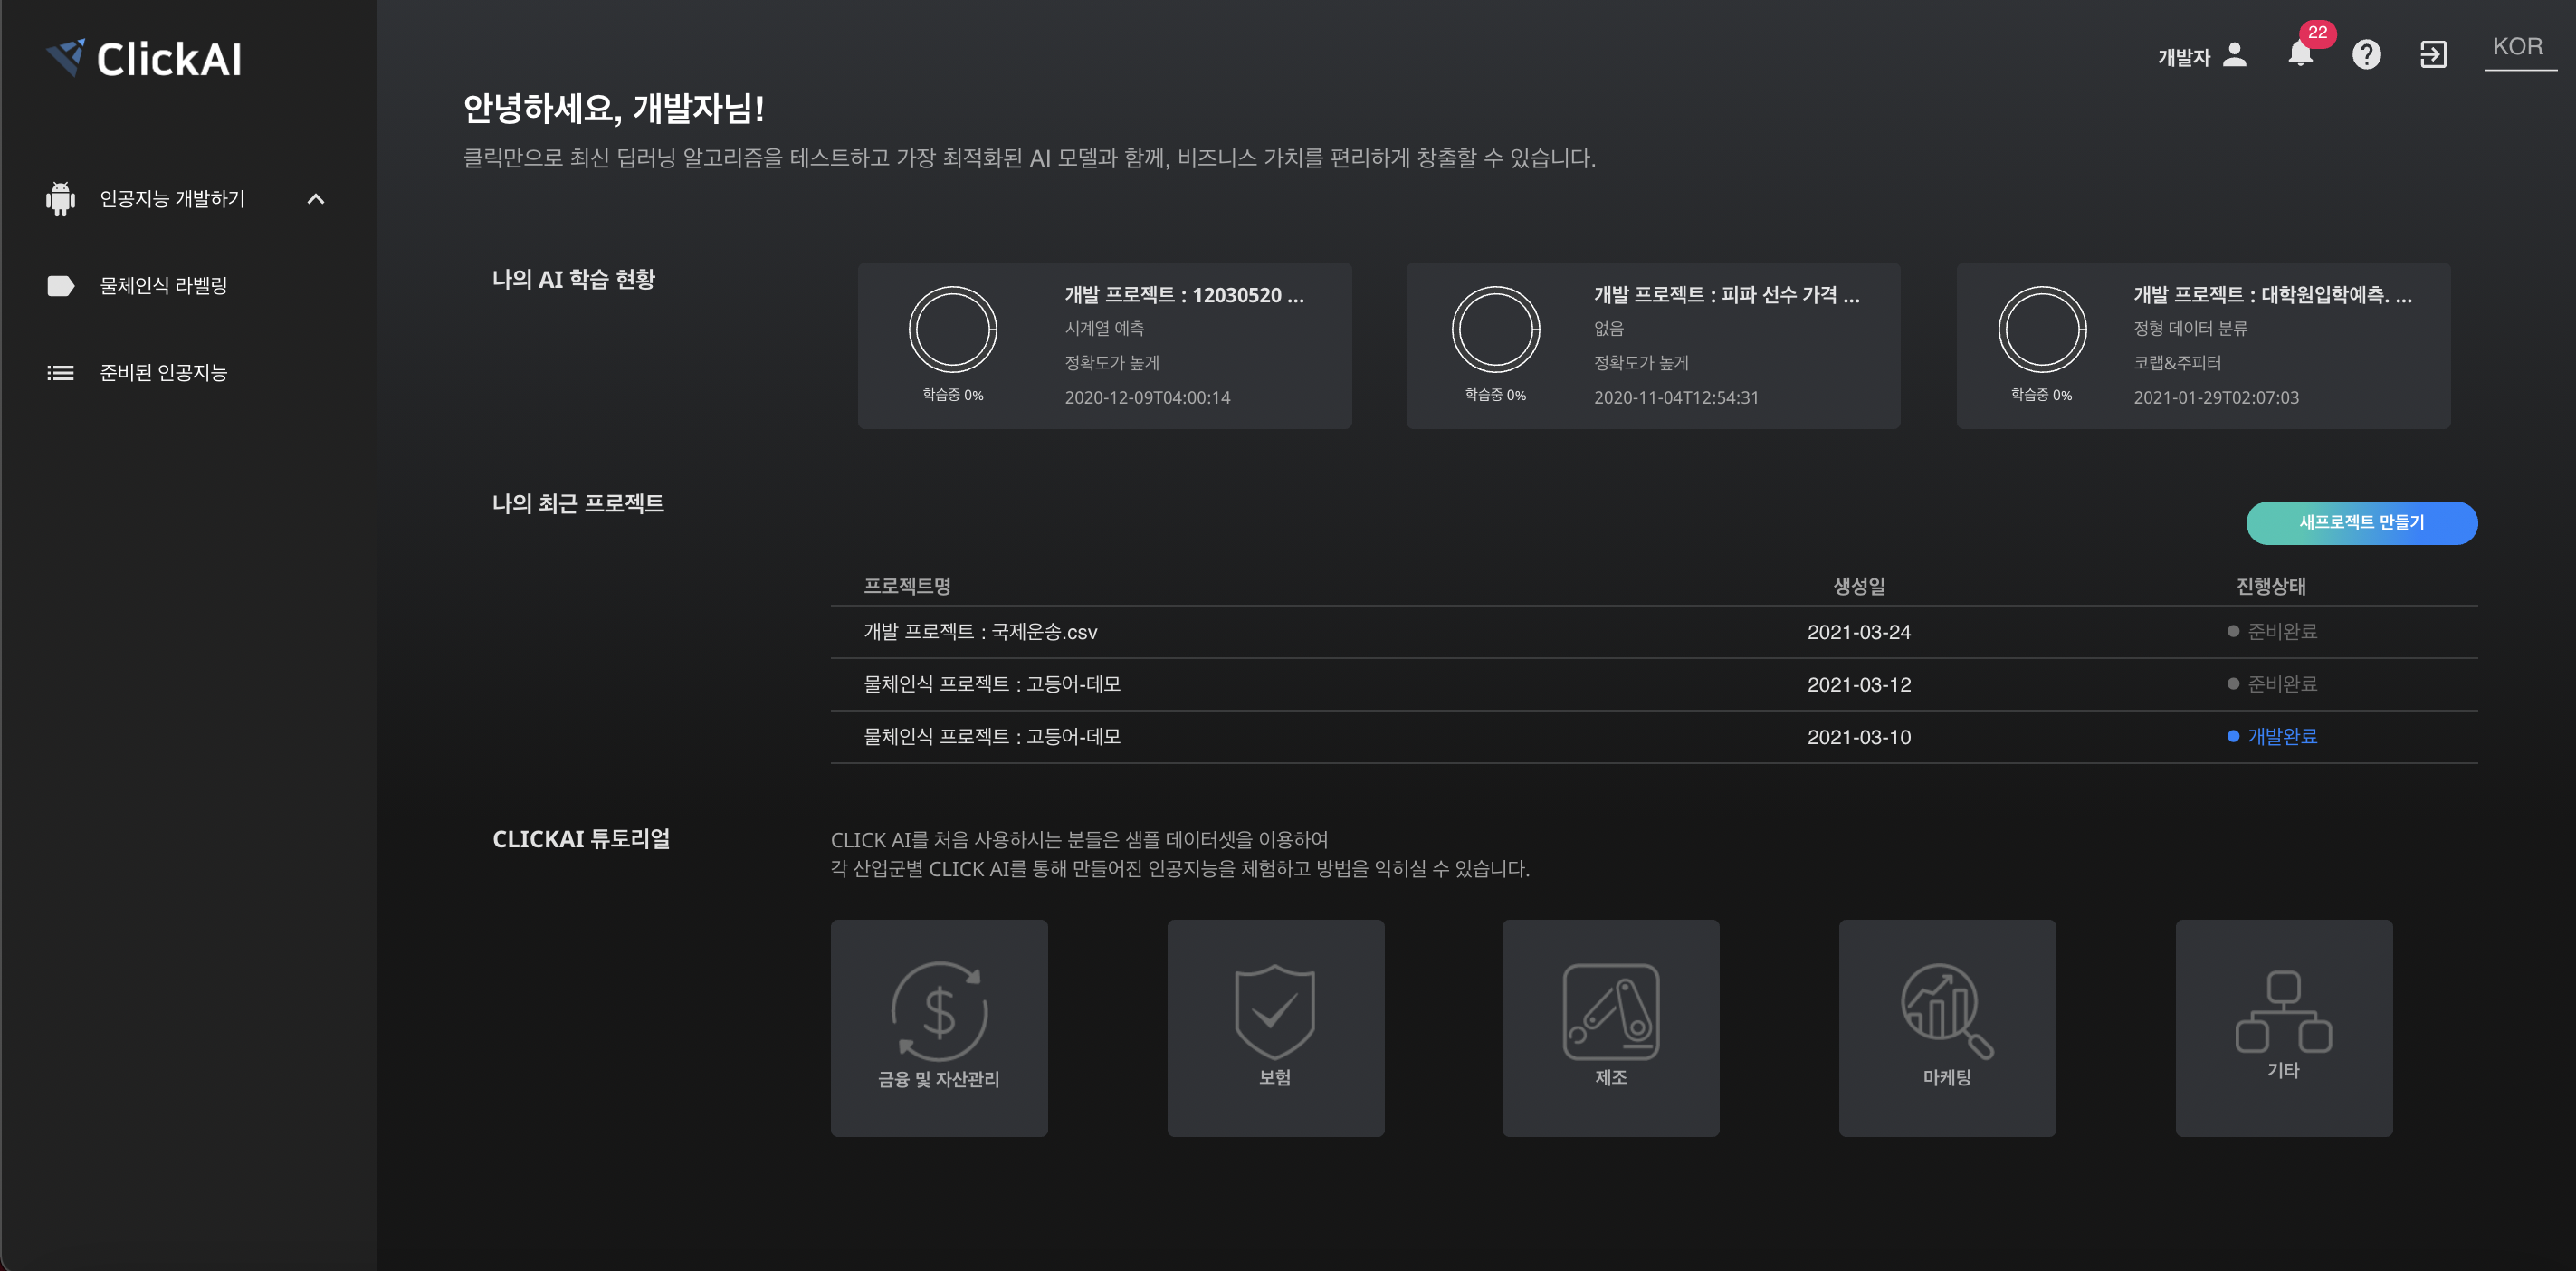 ClickAI
인공지능 개발하기
물체인식 라벨링
준비된 인공지능
개발자
22
KOR
안녕하세요, 개발자님!
클릭만으로 최신 딥러닝 알고리즘을 테스트하고 가장 최적화된 AI 모델과 함께, 비즈니스 가치를 편리하게 창출할 수 있습니다.
나의 AI 학습 현황
학습중 0%
개발 프로젝트 : 12030520 ...
시계열 예측
정확도가 높게
2020-12-09T04:00:14
학습중 0%
개발 프로젝트 : 피파 선수 가격 ...
없음
정확도가 높게
2020-11-04T12:54:31
학습중 0%
개발 프로젝트 : 대학원입학예측. ...
정형 데이터 분류
코랩&주피터
2021-01-29T02:07:03
나의 최근 프로젝트
새프로젝트 만들기
프로젝트명 생성일 진행상태
개발 프로젝트 : 국제운송.csv 2021-03-24 준비완료
물체인식 프로젝트 : 고등어-데모 2021-03-12 준비완료
물체인식 프로젝트 : 고등어-데모 2021-03-10 개발완료
CLICKAI 튜토리얼
CLICK AI를 처음 사용하시는 분들은 샘플 데이터셋을 이용하여
각 산업군별 CLICK AI를 통해 만들어진 인공지능을 체험하고 방법을 익히실 수 있습니다.
금융 및 자산관리
보험
제조
마케팅
기타